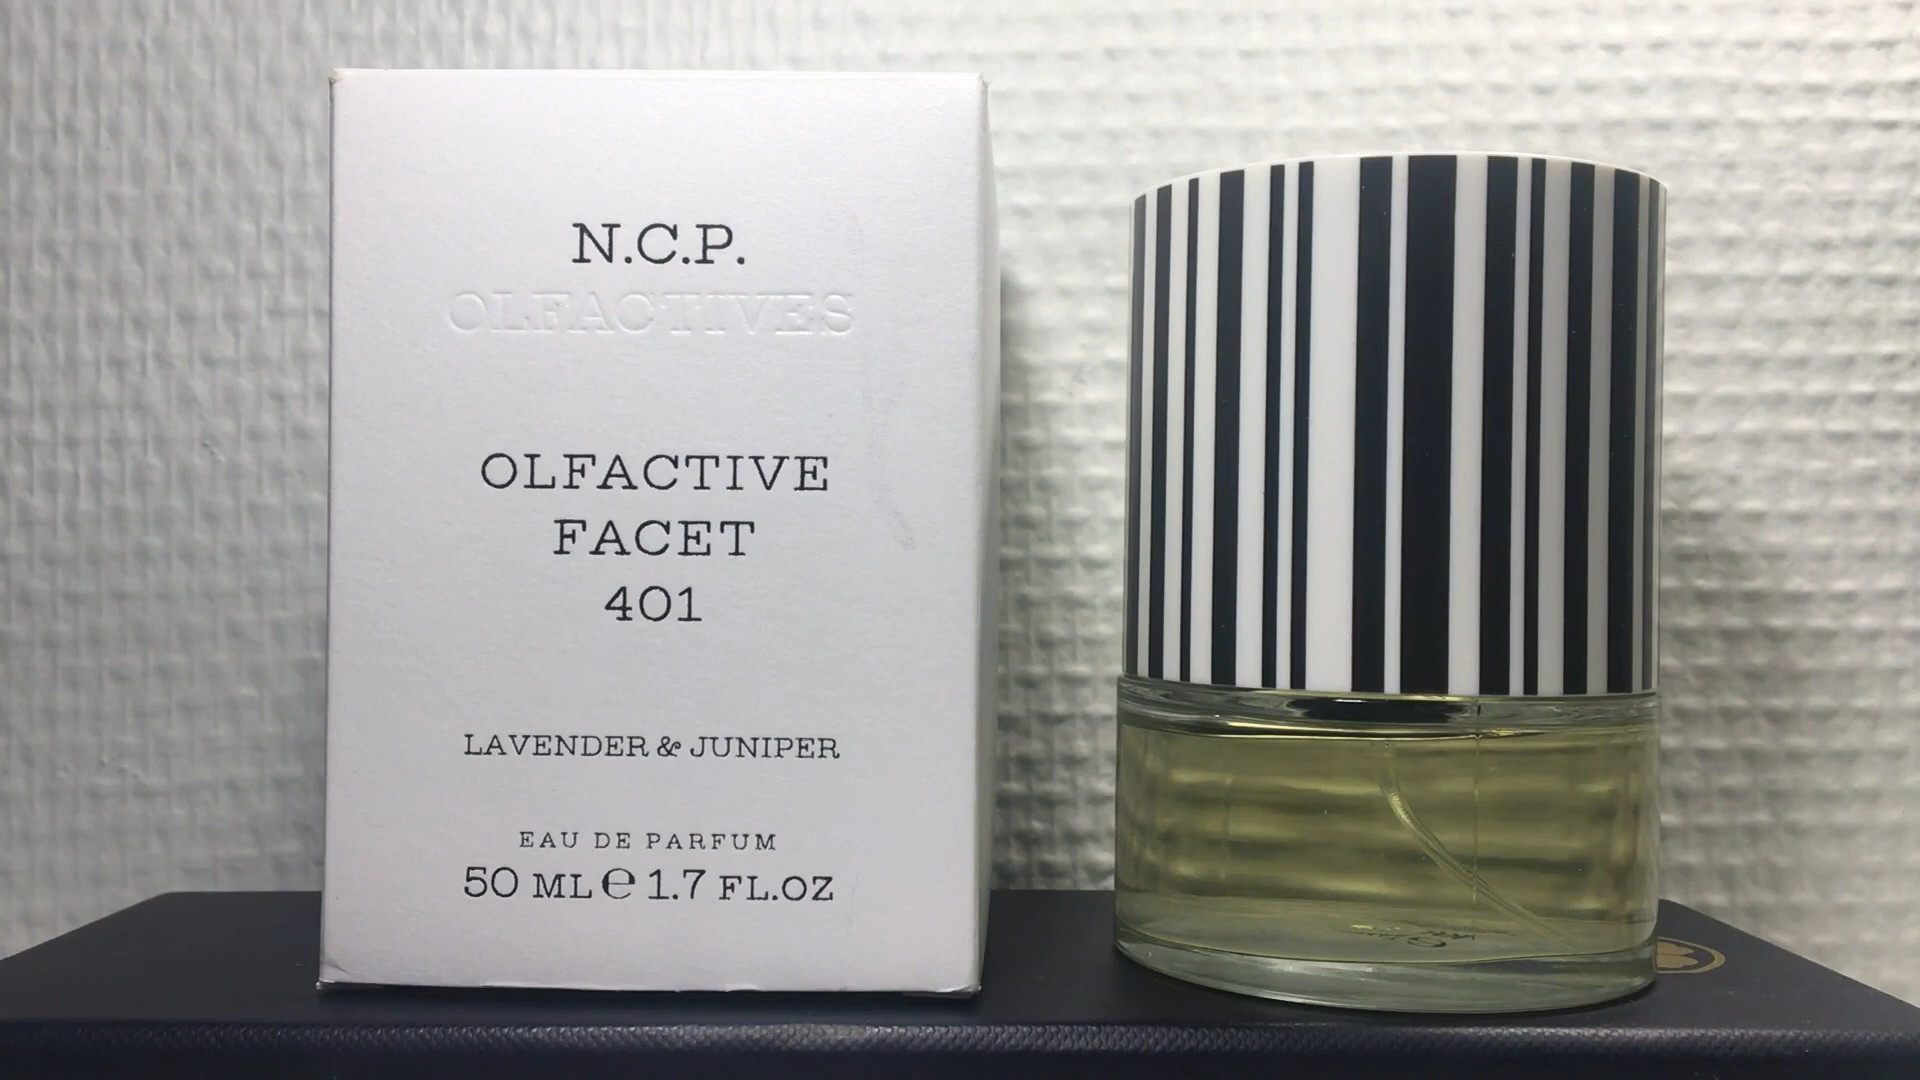 N.C.P.
OLFACTIVES
OLFACTIVE
FACET
401
LAVENDER & JUNIPER
EAU DE PARFUM
50 ML ℮ 1.7 FL.OZ